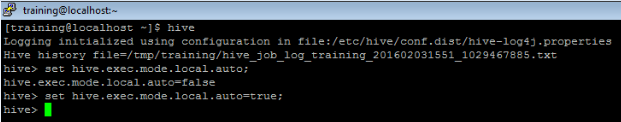 training@localhost:~
[training@localhost ~]$ hive
Logging initialized using configuration in file:/etc/hive/conf.dist/hive-log4j.properties
Hive history file=/tmp/training/hive_job_log_training_201602031551_1029467885.txt
hive> set hive.exec.mode.local.auto;
hive.exec.mode.local.auto=false
hive> set hive.exec.mode.local.auto=true;
hive>